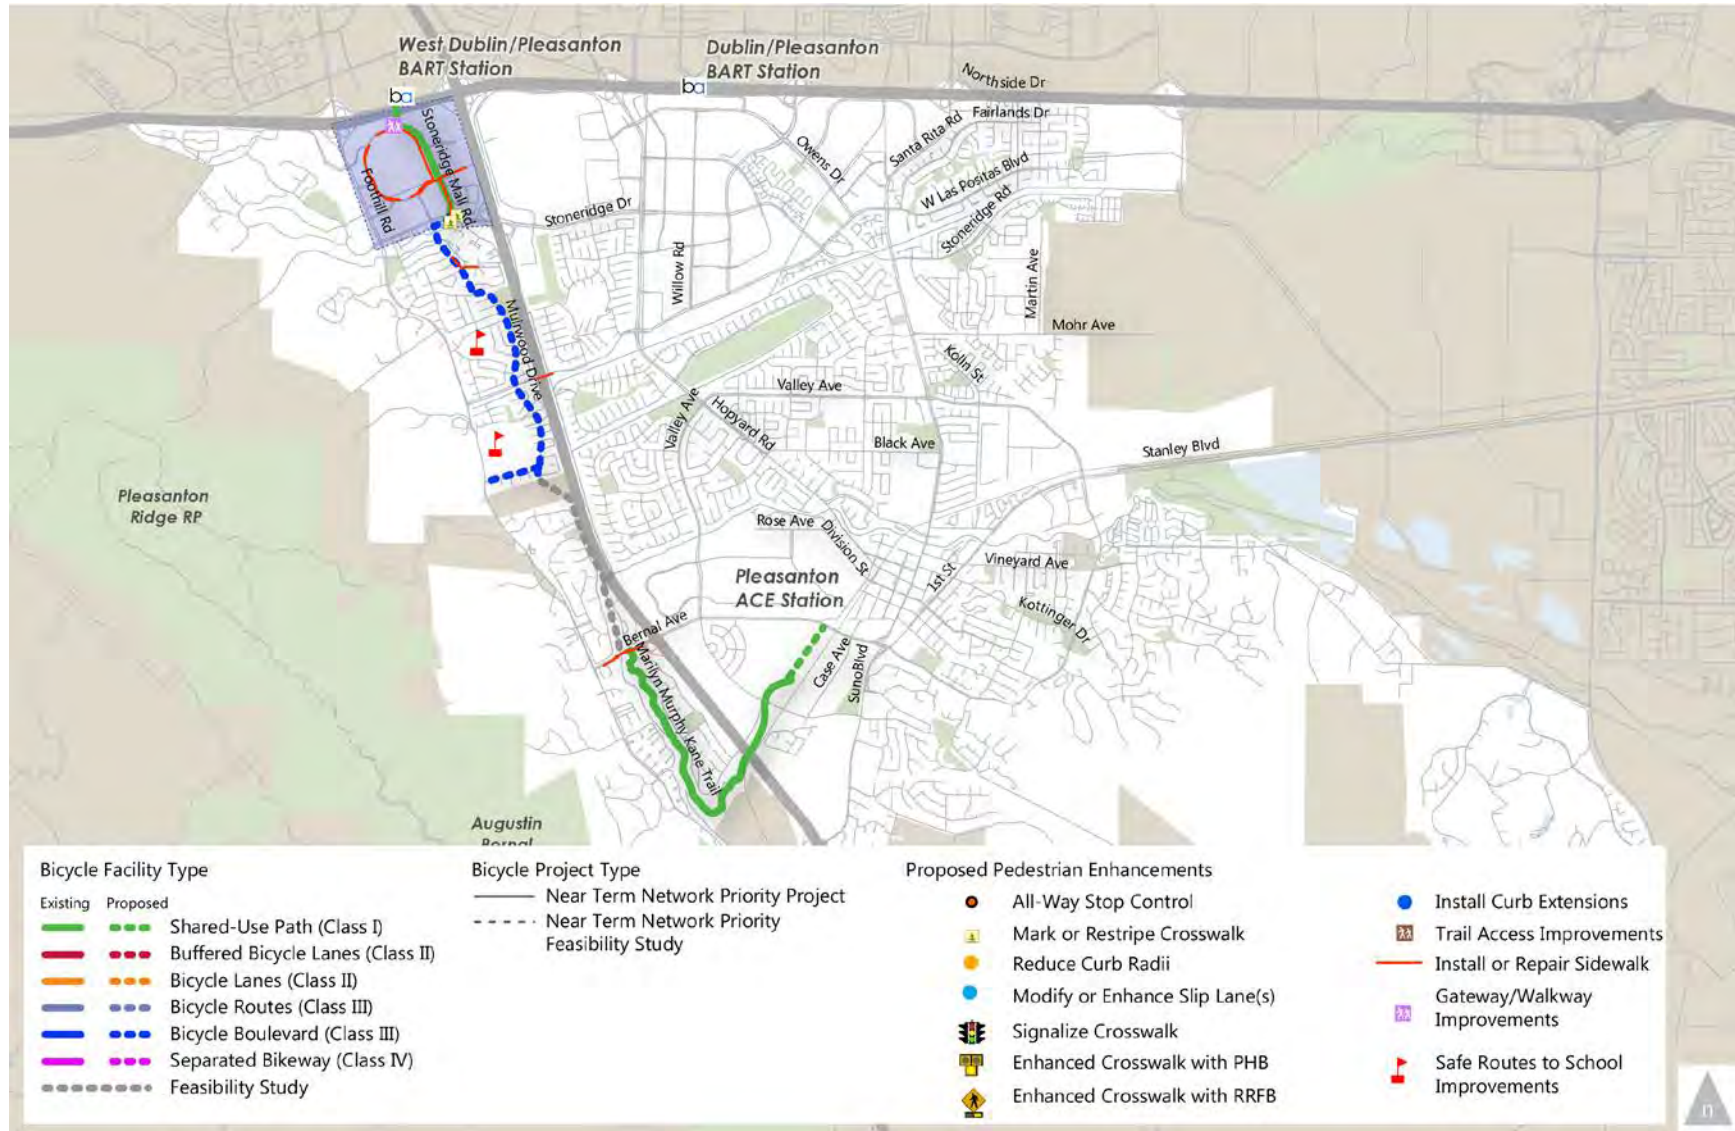 West Dublin/Pleasanton
BART Station
Dublin/Pleasanton
BART Station
ba
ba
Northside Dr
Fairlands Dr
Santa Rita Rd
Owens Dr
W Las Positas Blvd
Stoneridge Rd
Stoneridge Mall Rd
Foothill Rd
Stoneridge Dr
Willow Rd
Martin Ave
Mohr Ave
Muirwood Drive
Kolln St
Valley Ave
Valley Ave
Hopyard Rd
Black Ave
Stanley Blvd
Pleasanton
Ridge RP
Rose Ave
Division St
Vineyard Ave
1st St
Pleasanton
ACE Station
Kottinger Dr
Bernal Ave
Case Ave
SunoBlvd
Marilyn Murphy Kane Trail
Augustin
Bernal
Bicycle Facility Type
Existing Proposed
Shared-Use Path (Class I)
Buffered Bicycle Lanes (Class II)
Bicycle Lanes (Class II)
Bicycle Routes (Class III)
Bicycle Boulevard (Class III)
Separated Bikeway (Class IV)
Feasibility Study
Bicycle Project Type
Near Term Network Priority Project
Near Term Network Priority
Feasibility Study
Proposed Pedestrian Enhancements
All-Way Stop Control
Mark or Restripe Crosswalk
Reduce Curb Radii
Modify or Enhance Slip Lane(s)
Signalize Crosswalk
Enhanced Crosswalk with PHB
Enhanced Crosswalk with RRFB
Install Curb Extensions
Trail Access Improvements
Install or Repair Sidewalk
Gateway/Walkway
Improvements
Safe Routes to School
Improvements
n